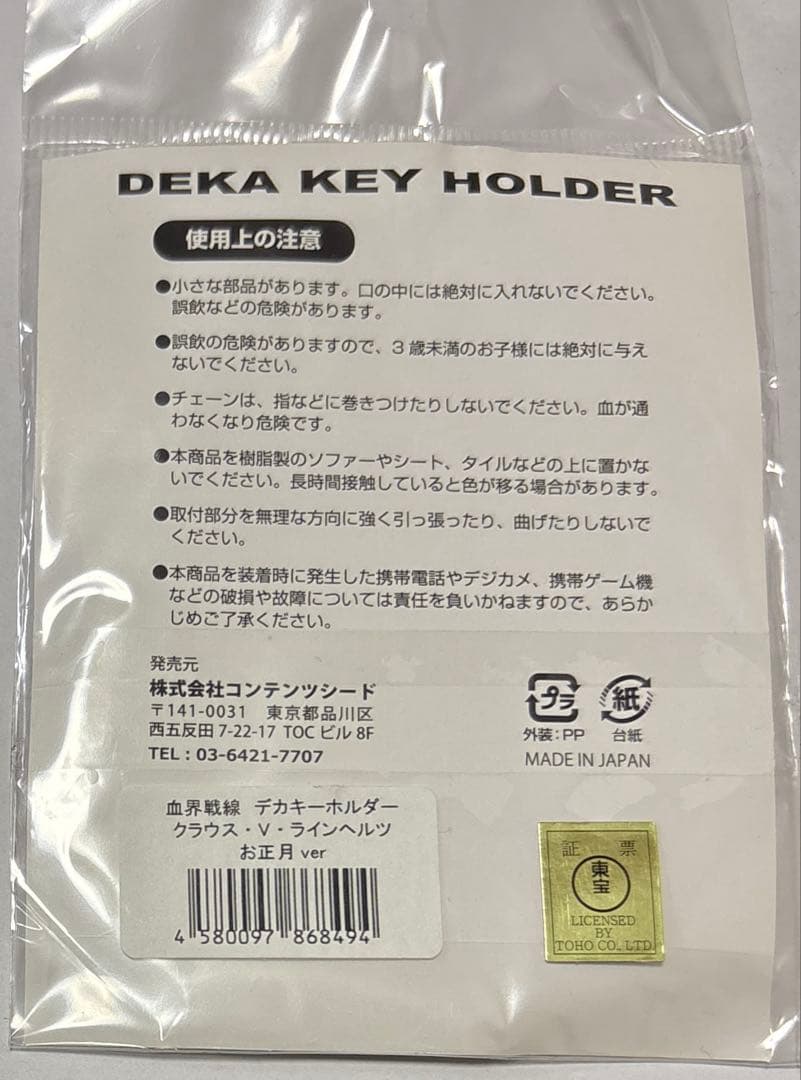 DEKA KEY HOLDER
使用上の注意
●小さな部品があります。口の中には絶対に入れないでください。
誤飲などの危険があります。
●誤飲の危険がありますので、3歳未満のお子様には絶対に与え
ないでください。
●チェーンは、指などに巻きつけたりしないでください。血が通
わなくなり危険です。
●本商品を樹脂製のソファーやシート、タイルなどの上に置かな
いでください。長時間接触していると色が移る場合があります。
●取付部分を無理な方向に強く引っ張ったり、曲げたりしないで
ください。
●本商品を装着時に発生した携帯電話やデジカメ、携帯ゲーム機
などの破損や故障については責任を負いかねますので、あらか
じめご了承ください。
発売元
株式会社コンテンツシード
〒141-0031 東京都品川区
西五反田 7-22-17 TOC ビル 8F
TEL : 03-6421-7707
プラ
外装:PP
紙
台紙
MADE IN JAPAN
血界戦線 デカキーホルダー
クラウス・V・ラインヘルツ
お正月 ver
4 580097 868494
証 票
東宝
LICENSED
BY
TOHO CO., LTD.